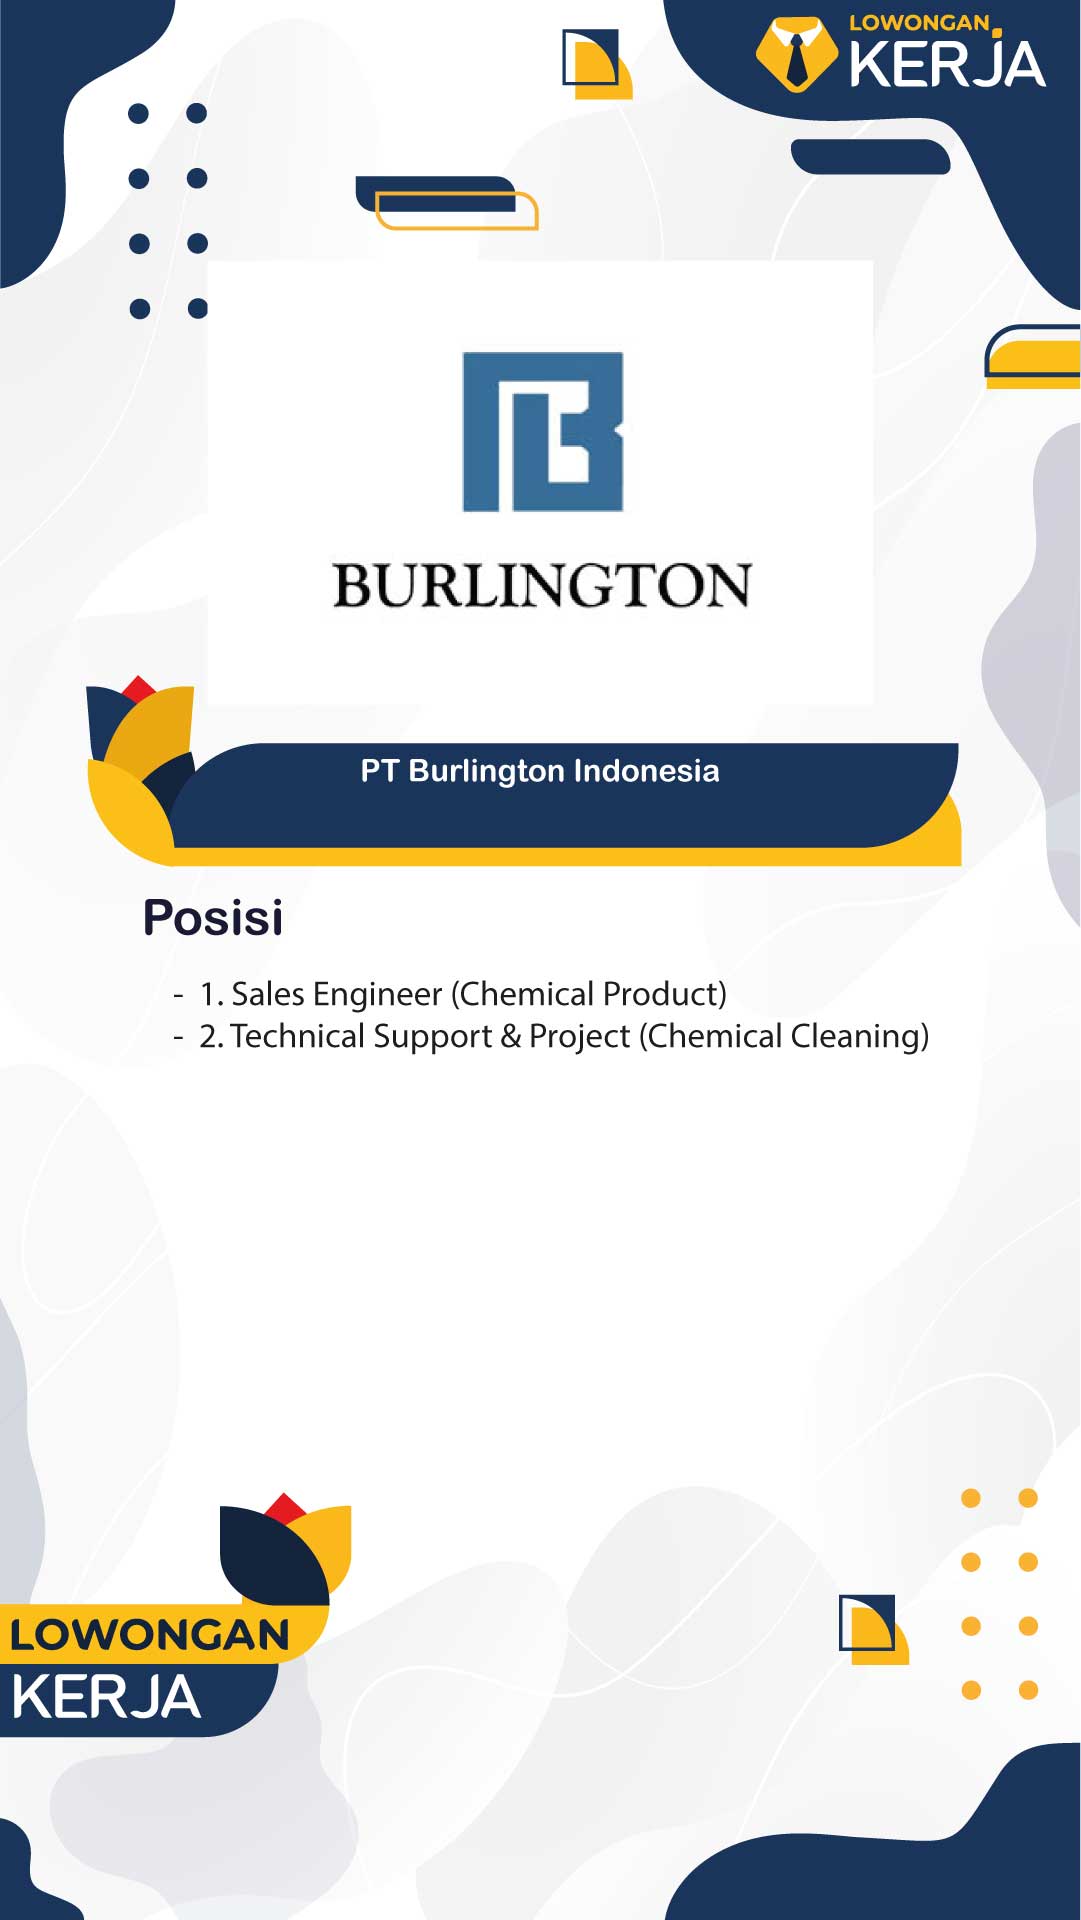 LOWONGAN
KERJA
BURLINGTON
PT Burlington Indonesia
Posisi
- 1. Sales Engineer (Chemical Product)
- 2. Technical Support & Project (Chemical Cleaning)
LOWONGAN
KERJA